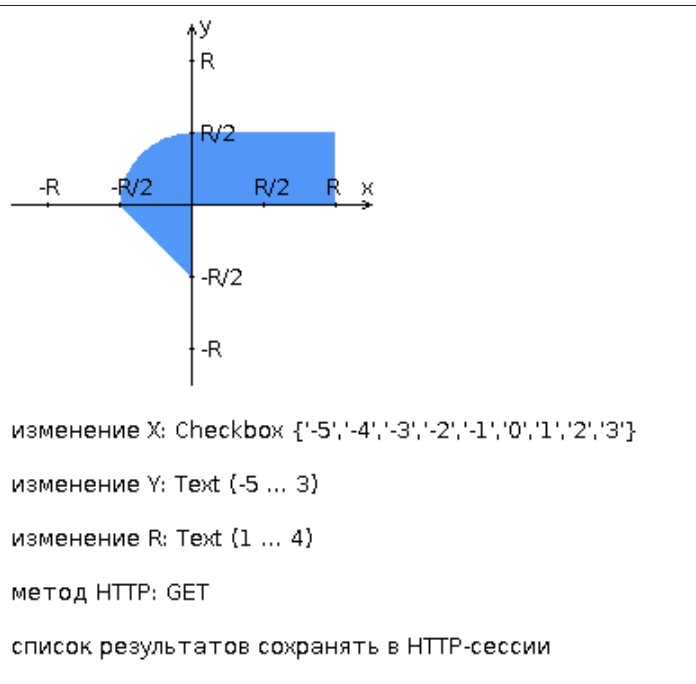 y
R
R/2
-R -R/2 R/2 R x
-R/2
-R
изменение X: Checkbox {'-5','-4','-3','-2','-1','0','1','2','3'}
изменение Y: Text (-5 ... 3)
изменение R: Text (1 ... 4)
метод HTTP: GET
список результатов сохранять в HTTP-сессии